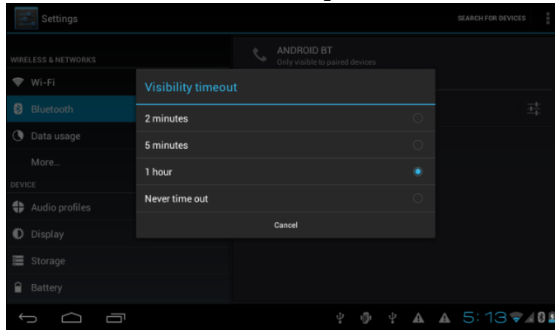 Settings
SEARCH FOR DEVICES
WIRELESS & NETWORKS
Wi-Fi
Bluetooth
Data usage
More...
DEVICE
Audio profiles
Display
Storage
Battery
ANDROID BT
Only visible to paired devices
Visibility timeout
2 minutes
5 minutes
1 hour
Never time out
Cancel
5:13